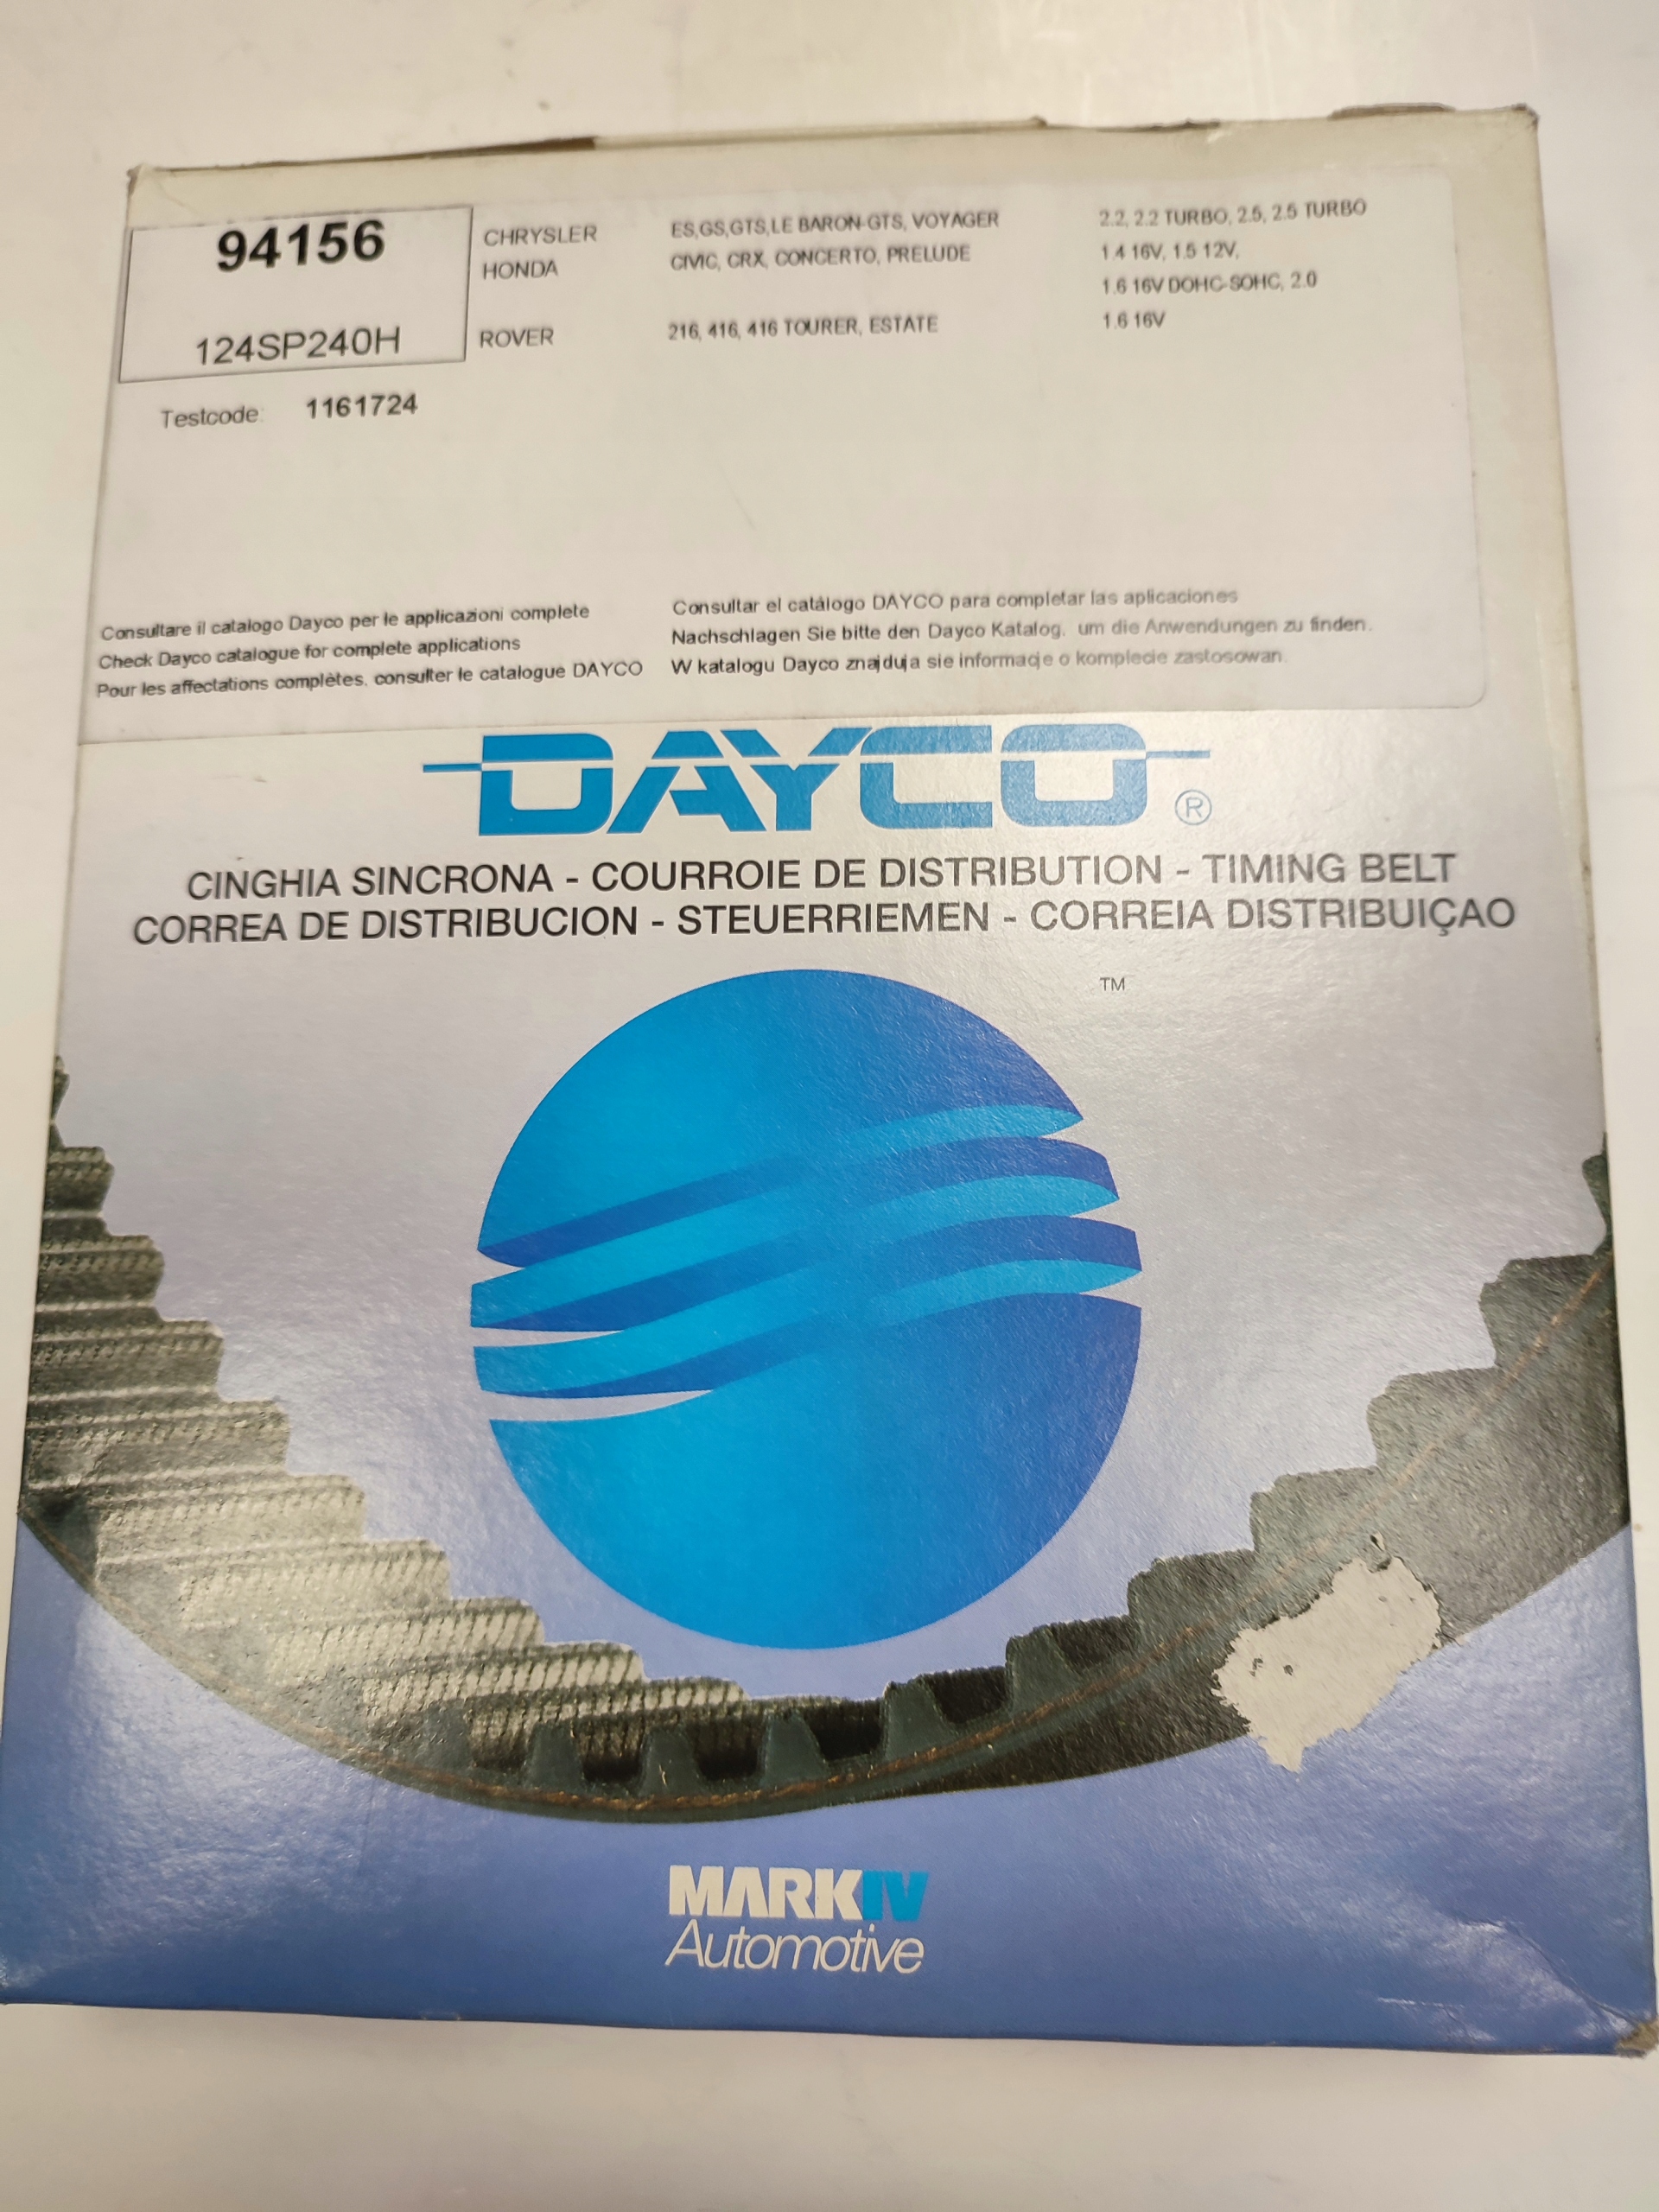 94156
124SP240H
Testcode: 1161724
CHRYSLER ES,GS,GTS,LE BARON-GTS, VOYAGER 2.2, 2.2 TURBO, 2.5, 2.5 TURBO
HONDA CIVIC, CRX, CONCERTO, PRELUDE 1.4 16V, 1.5 12V,
1.6 16V DOHC-SOHC, 2.0
ROVER 216, 416, 416 TOURER, ESTATE 1.6 16V
Consultare il catalogo Dayco per le applicazioni complete
Check Dayco catalogue for complete applications
Pour les affectations complètes, consulter le catalogue DAYCO
Consultar el catálogo DAYCO para completar las aplicaciones
Nachschlagen Sie bitte den Dayco Katalog, um die Anwendungen zu finden.
W katalogu Dayco znajduja sie informacje o komplecie zastosowan.
DAYCO ®
CINGHIA SINCRONA - COURROIE DE DISTRIBUTION - TIMING BELT
CORREA DE DISTRIBUCION - STEUERRIEMEN - CORREIA DISTRIBUIÇAO
TM
MARK IV
Automotive